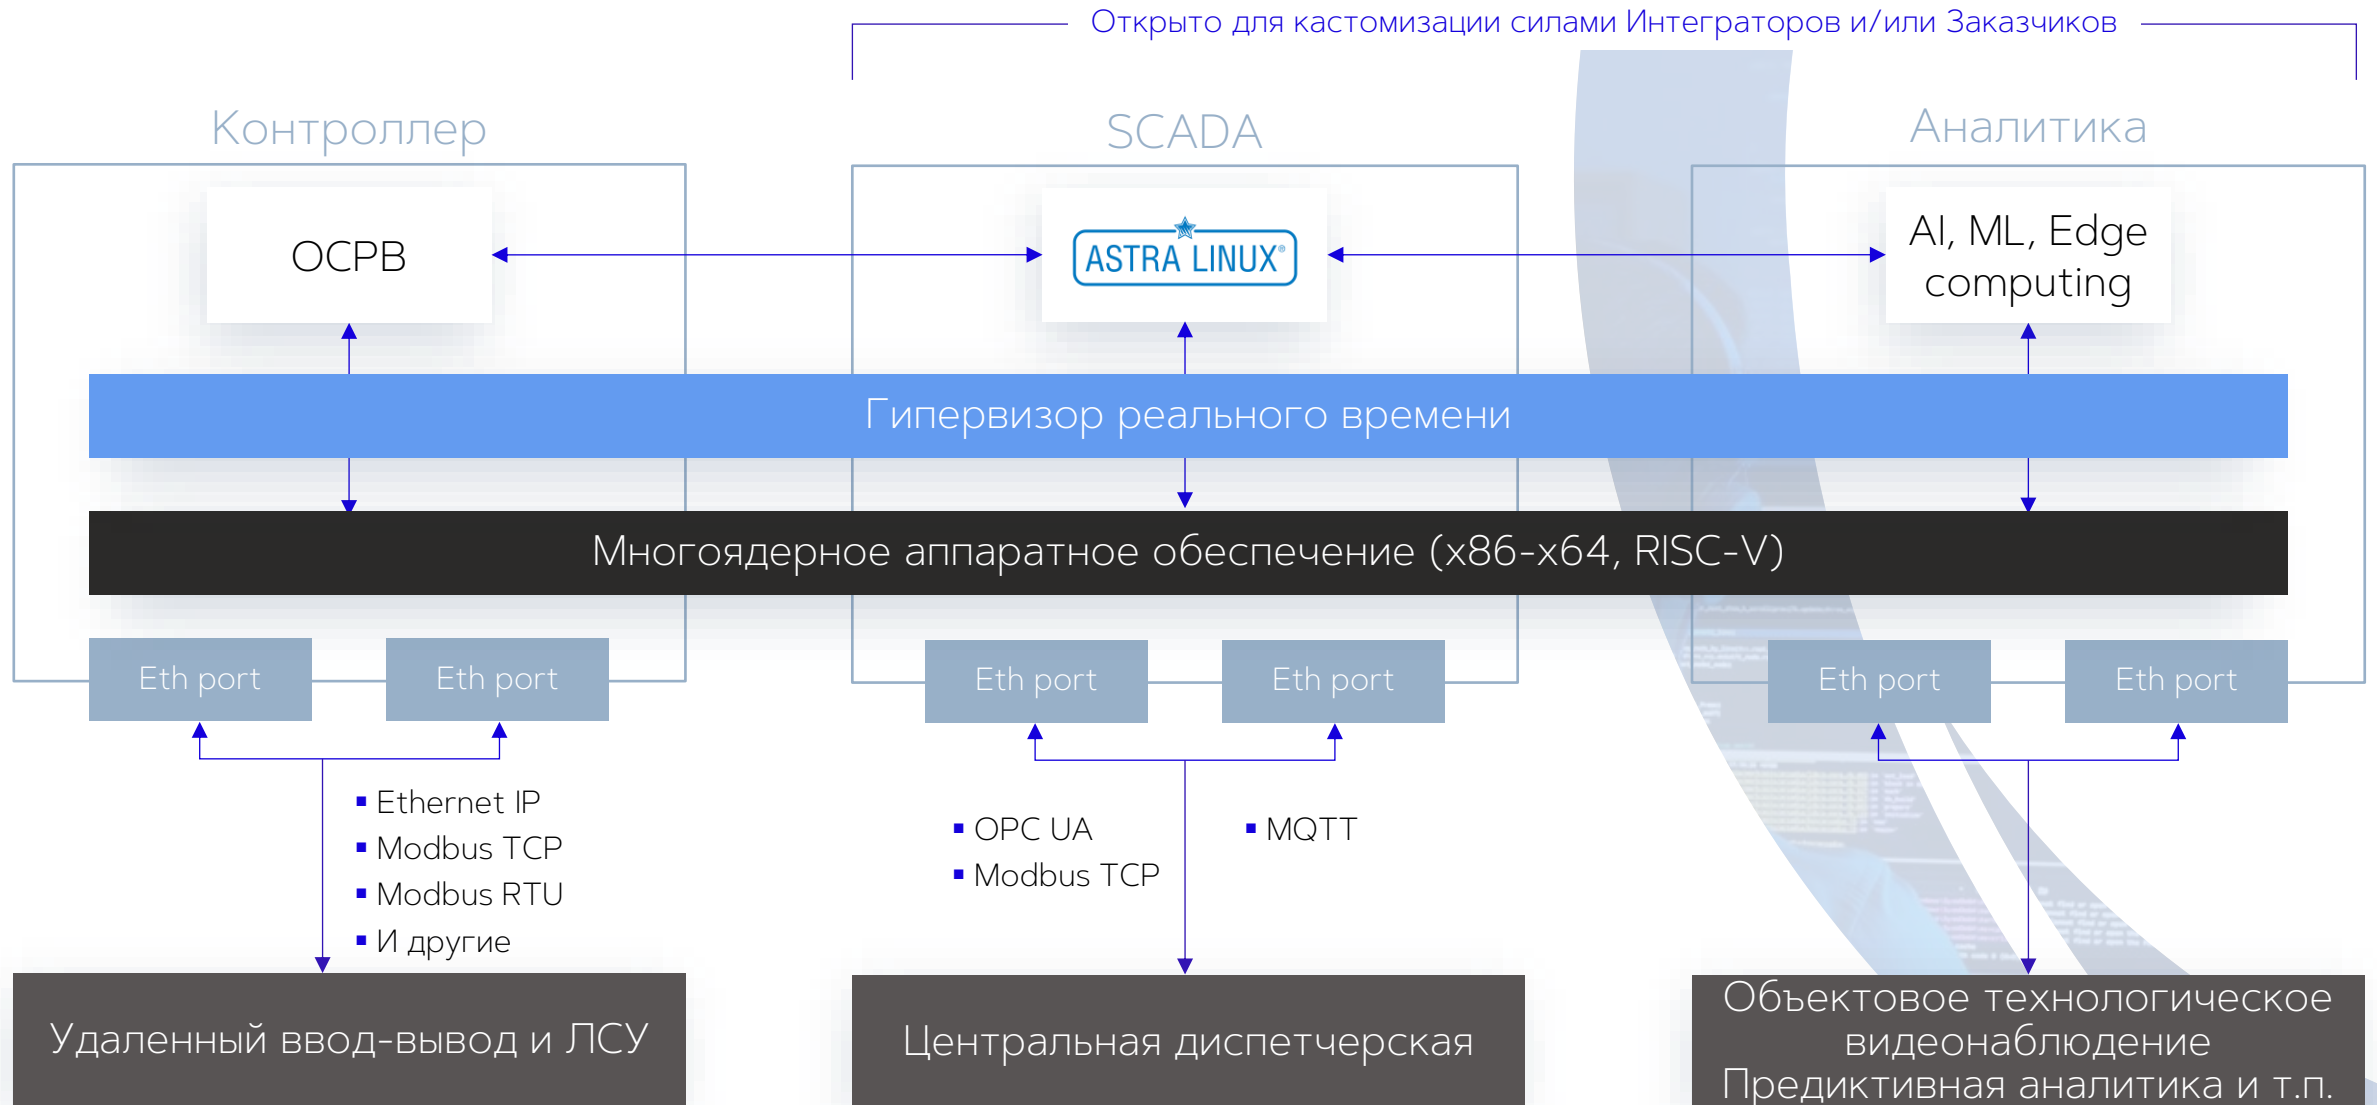 Открыто для кастомизации силами Интеграторов и/или Заказчиков
Контроллер
SCADA
Аналитика
ОСРВ
ASTRA LINUX®
AI, ML, Edge
computing
Гипервизор реального времени
Многоядерное аппаратное обеспечение (x86-x64, RISC-V)
Eth port
Eth port
Eth port
Eth port
Eth port
Eth port
▪ Ethernet IP
▪ Modbus TCP
▪ Modbus RTU
▪ И другие
▪ OPC UA
▪ Modbus TCP
▪ MQTT
Удаленный ввод-вывод и ЛСУ
Центральная диспетчерская
Объектовое технологическое
видеонаблюдение
Предиктивная аналитика и т.п.